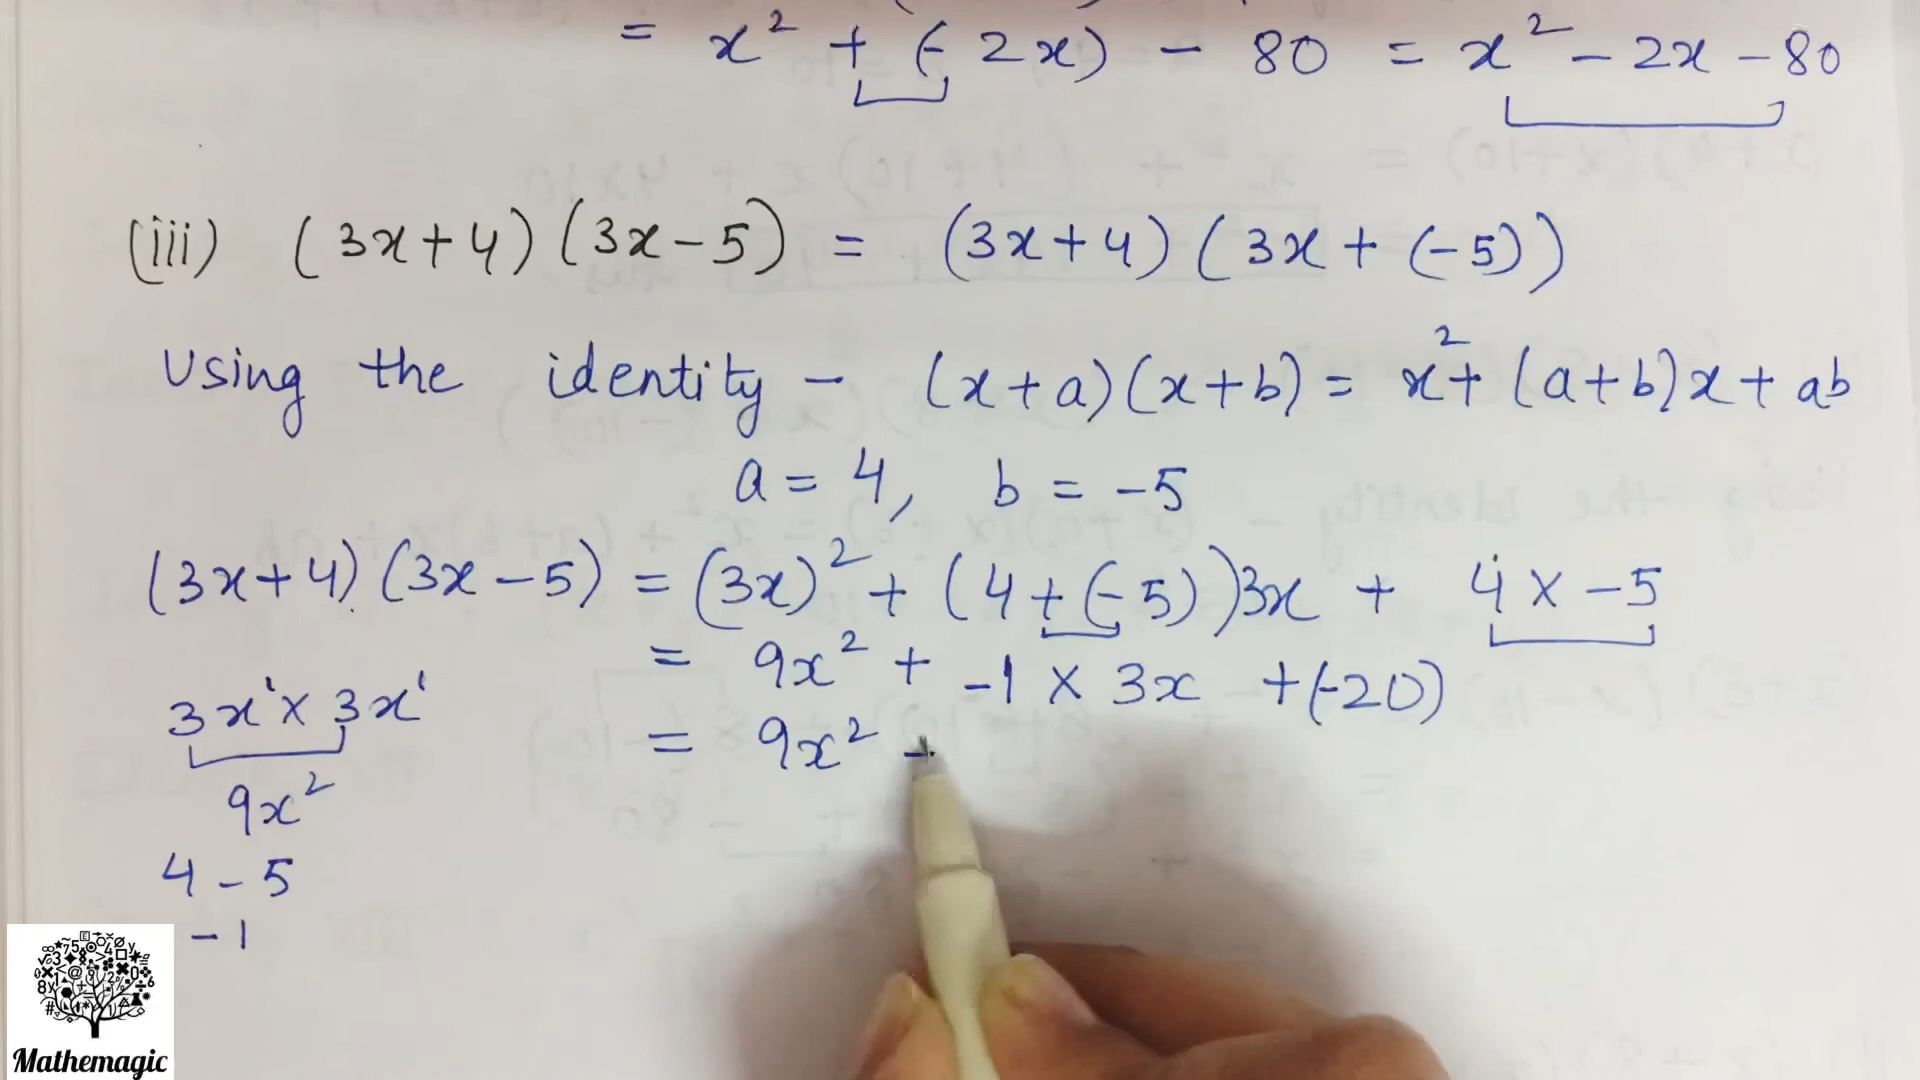 = x² + (- 2x) - 80 = x² - 2x - 80
(iii) (3x+4)(3x-5) = (3x+4)(3x+(-5))
Using the identity - (x+a)(x+b) = x²+(a+b)x+ab
a = 4, b = -5
(3x+4)(3x-5) = (3x)² + (4+(-5))3x + 4 × -5
= 9x² + -1 × 3x +(-20)
= 9x² -
3x¹ × 3x¹
9x²
4 - 5
- 1
Mathemagic